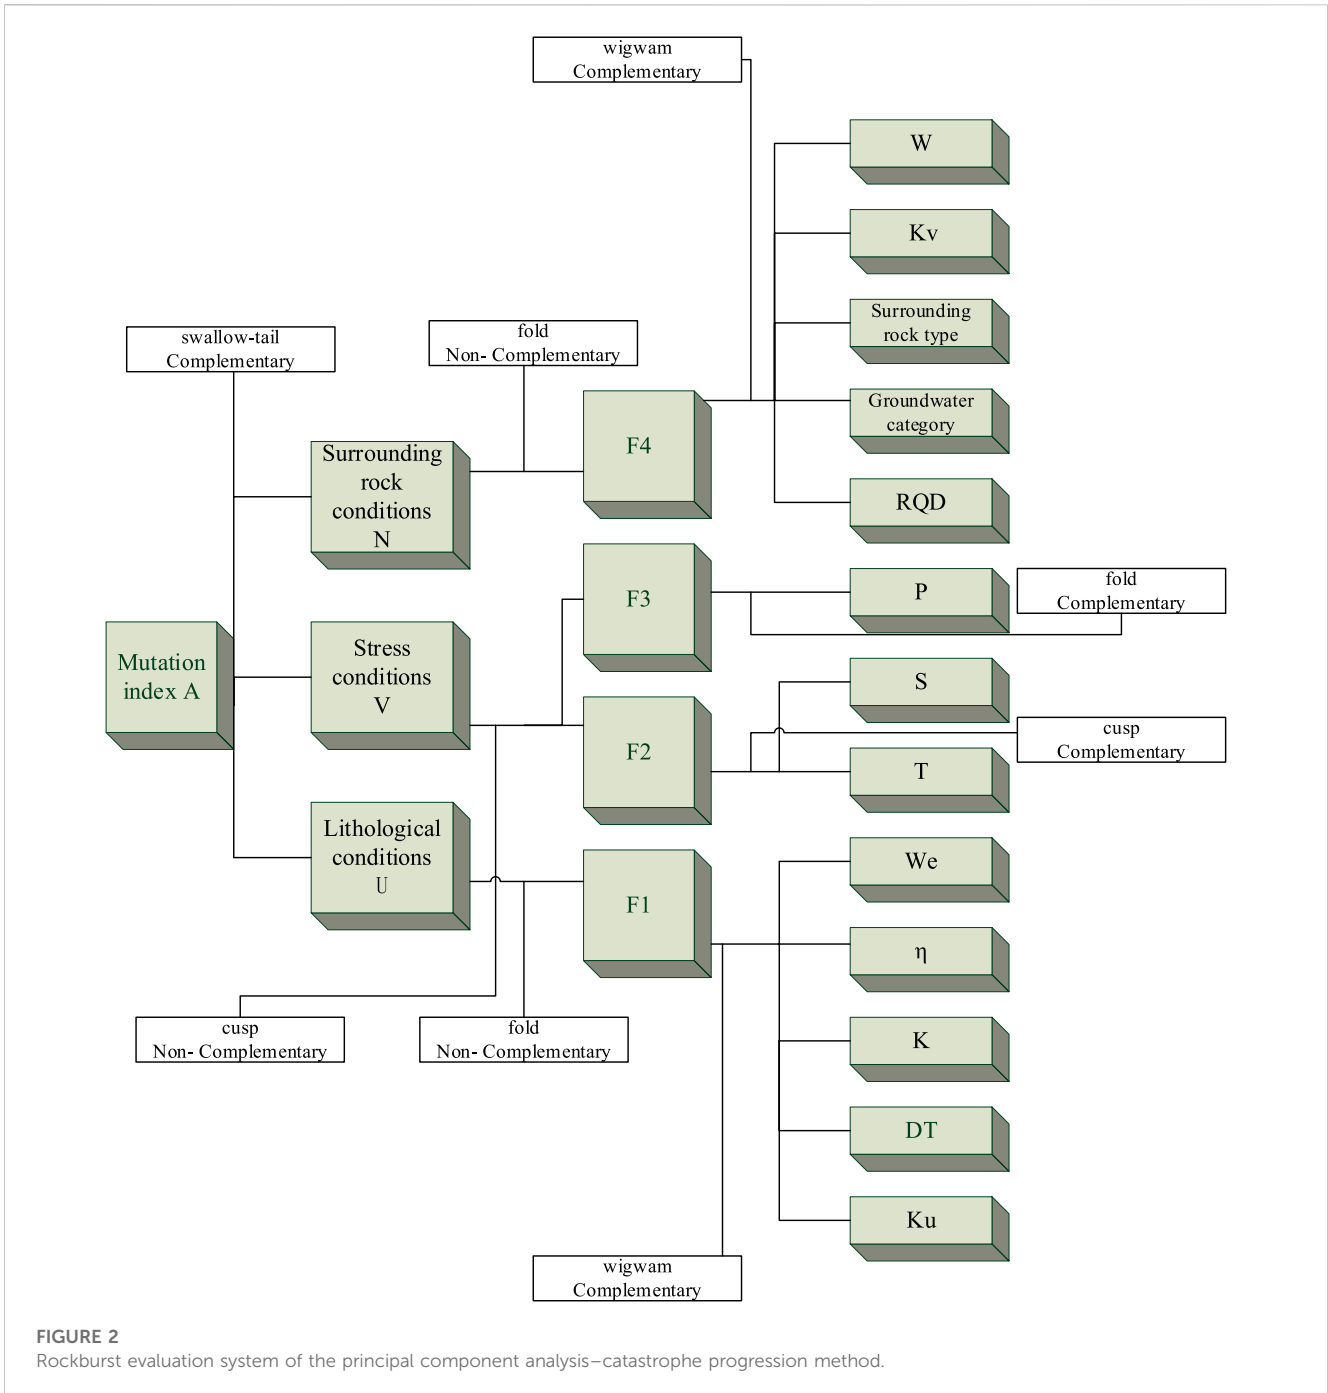 wigwam
Complementary
W
Kv
Surrounding
rock type
swallow-tail
Complementary
fold
Non- Complementary
Groundwater
category
F4
Surrounding
rock
conditions
N
RQD
F3
P
fold
Complementary
Mutation
index A
Stress
conditions
V
S
F2
cusp
Complementary
T
Lithological
conditions
U
We
F1
η
cusp
Non- Complementary
fold
Non- Complementary
K
DT
Ku
wigwam
Complementary
FIGURE 2
Rockburst evaluation system of the principal component analysis–catastrophe progression method.